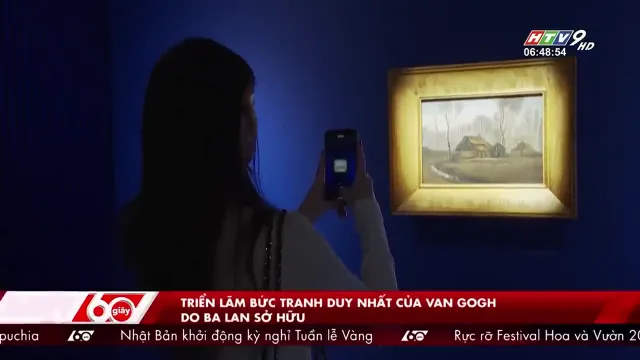 HTV9 HD
06:48:54
60 giây
TRIỂN LÃM BỨC TRANH DUY NHẤT CỦA VAN GOGH
DO BA LAN SỞ HỮU
puchia 60 Nhật Bản khởi động kỳ nghỉ Tuần lễ Vàng 60 Rực rỡ Festival Hoa và Vườn 20